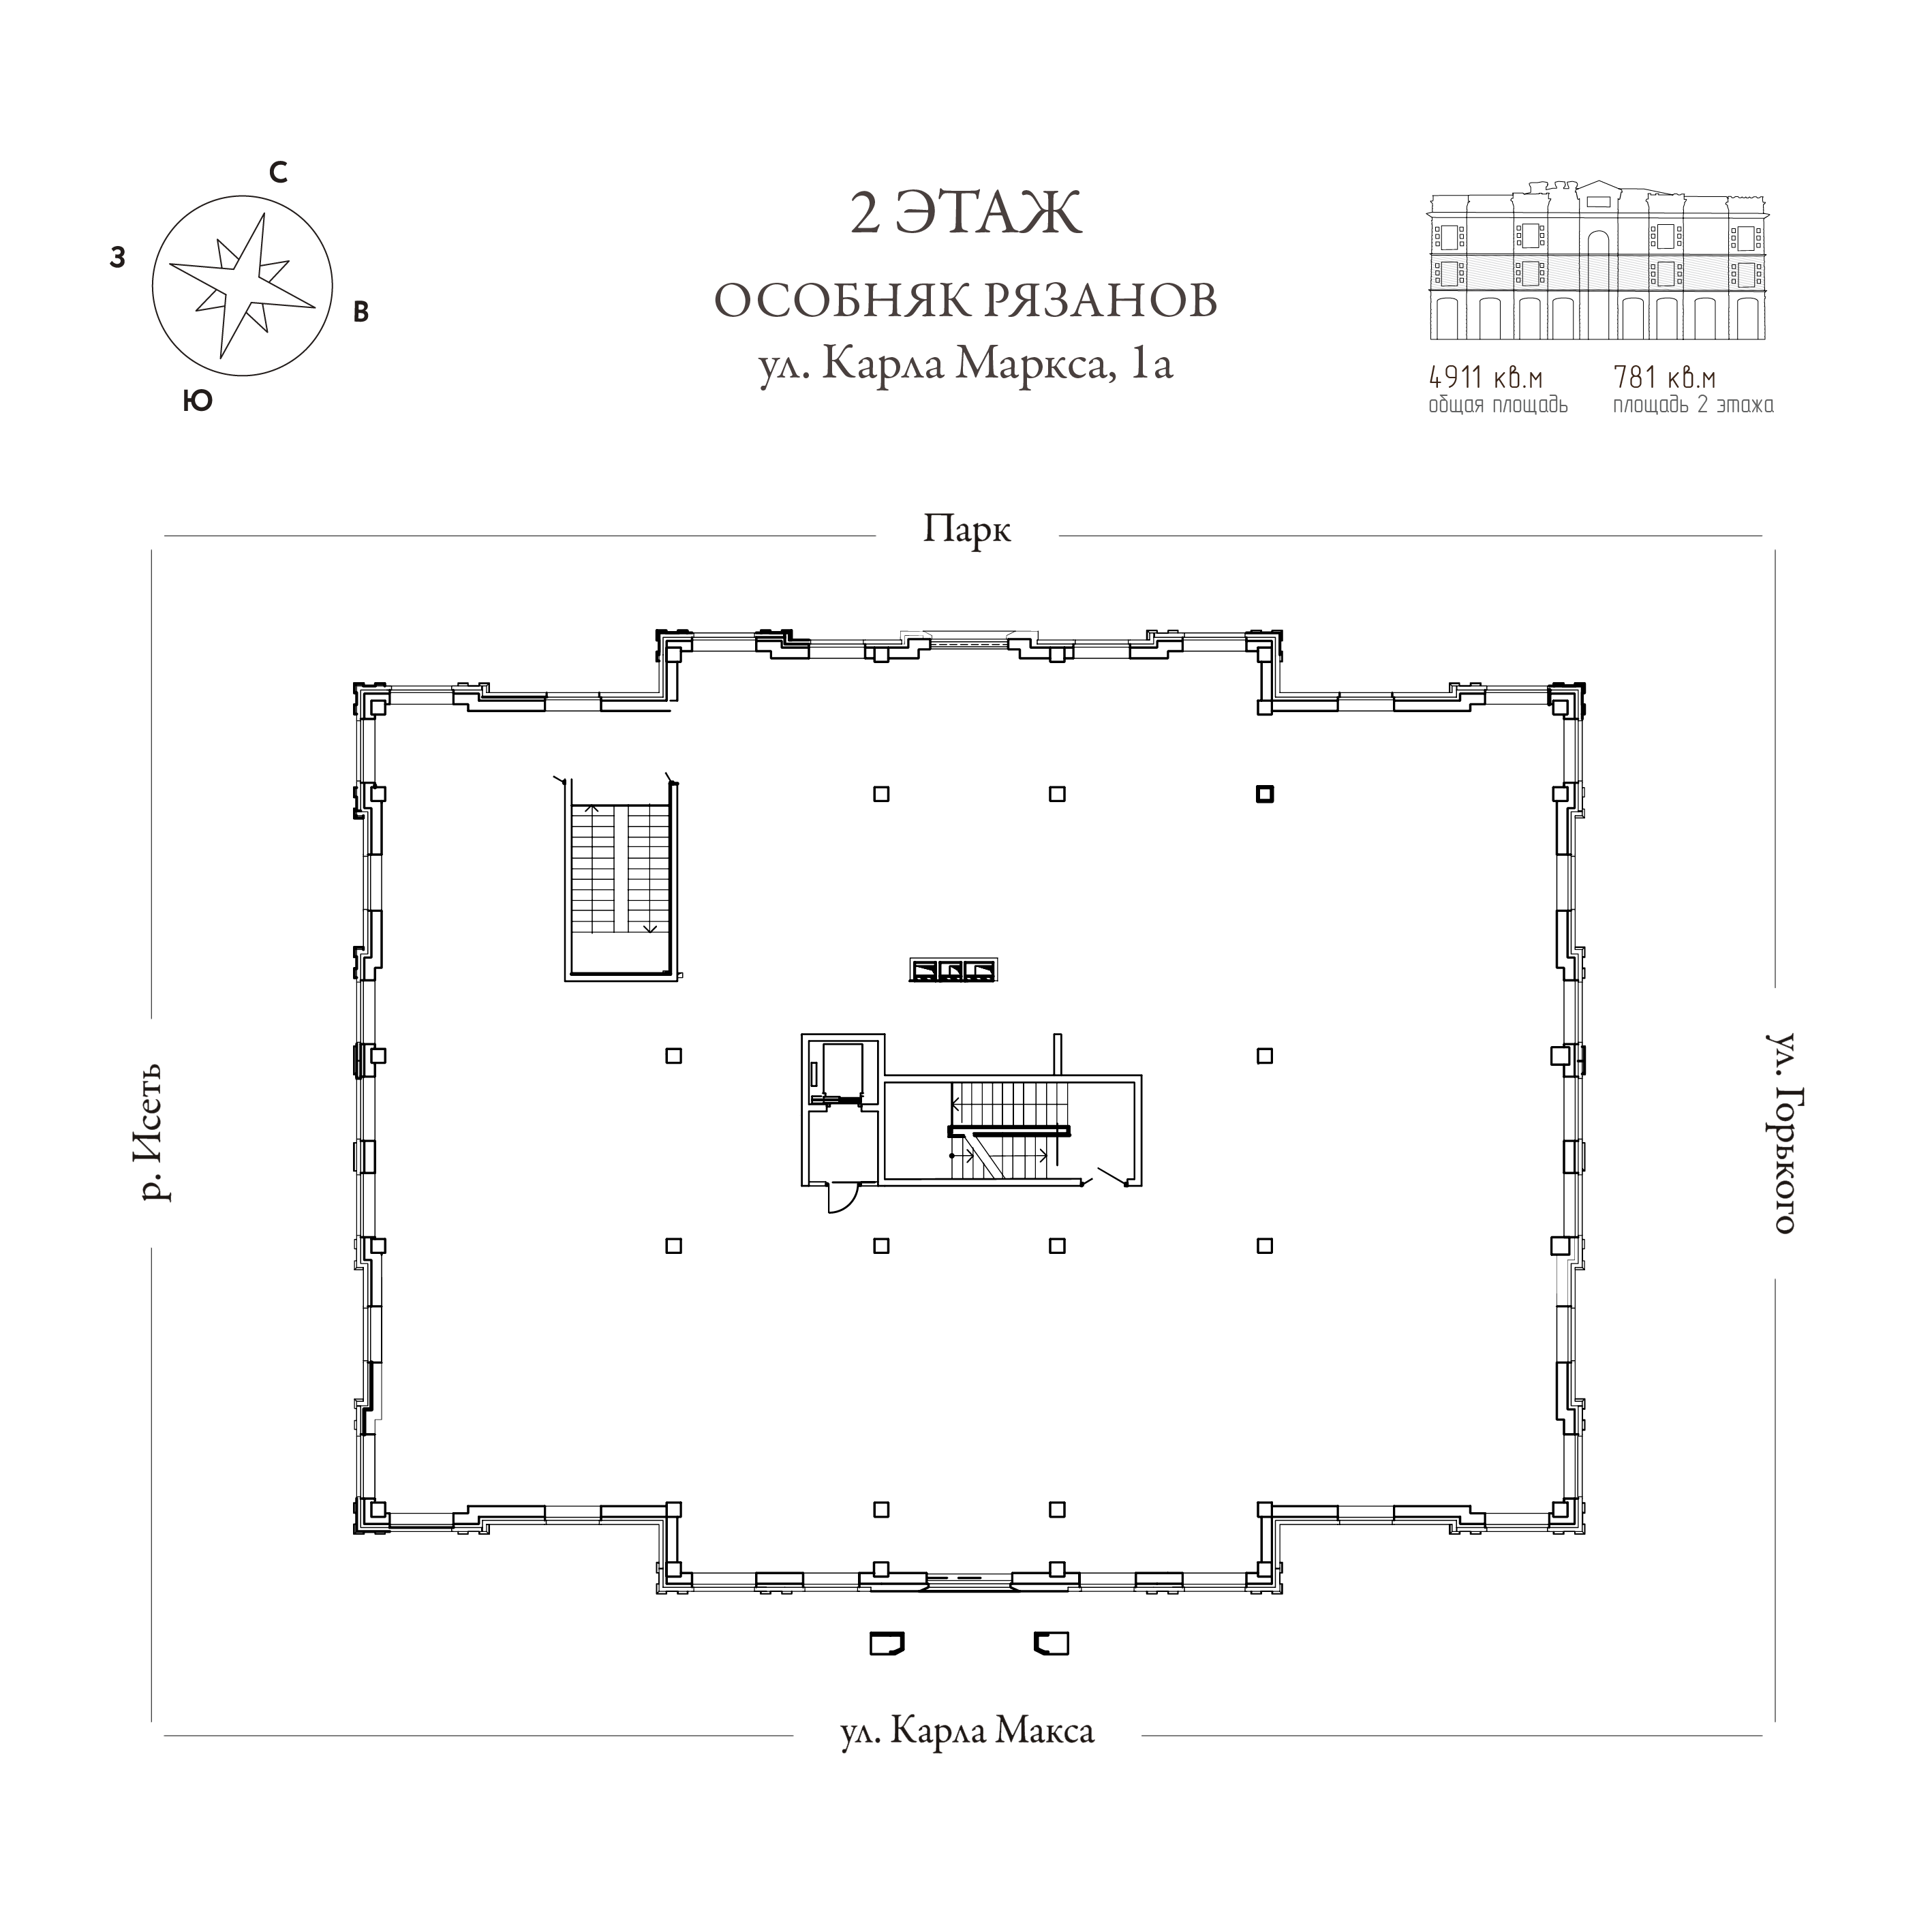 С
З
В
Ю
2 ЭТАЖ
ОСОБНЯК РЯЗАНОВ
ул. Карла Маркса, 1а
4911 кв.м
общая площадь
781 кв.м
площадь 2 этажа
Парк
р. Исеть
ул. Горького
ул. Карла Макса